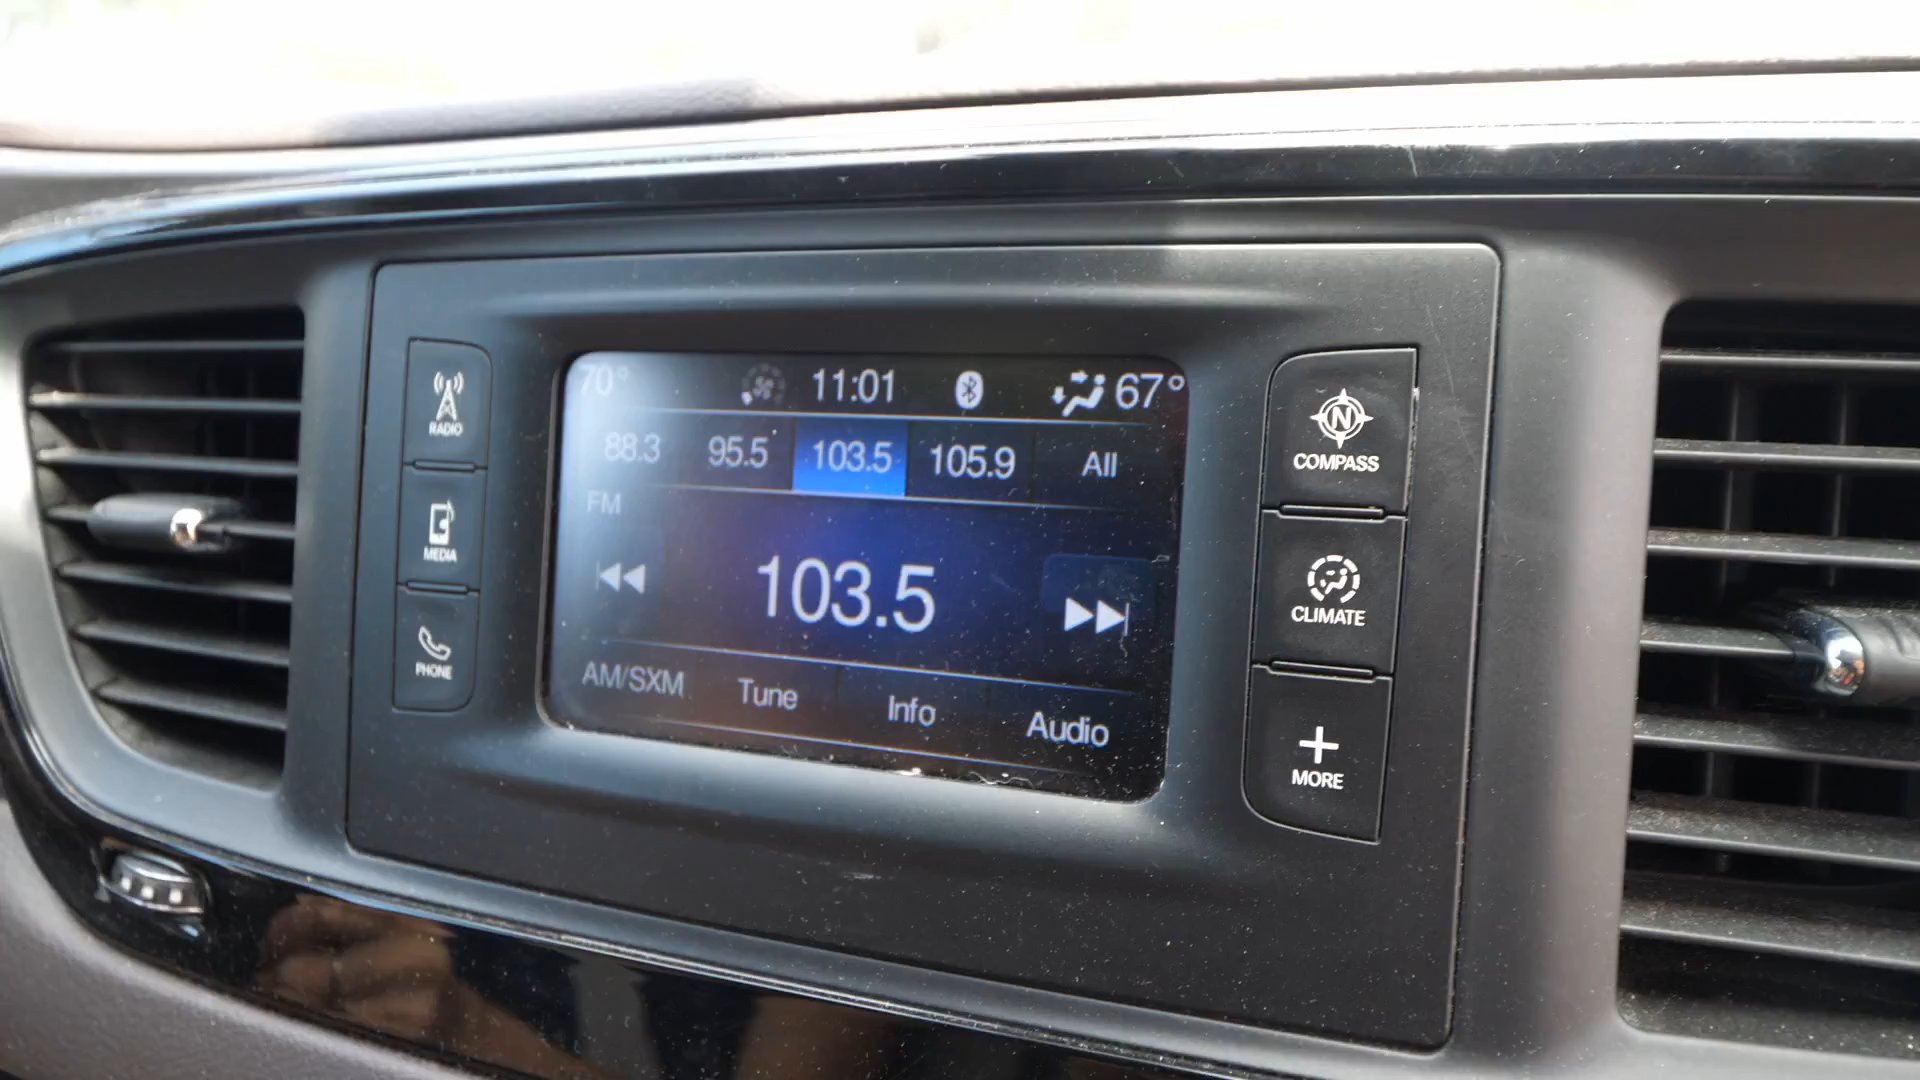 70° 11:01 67°
88.3 95.5 103.5 105.9 All
FM
103.5
AM/SXM Tune Info Audio
RADIO
MEDIA
PHONE
N
COMPASS
CLIMATE
MORE